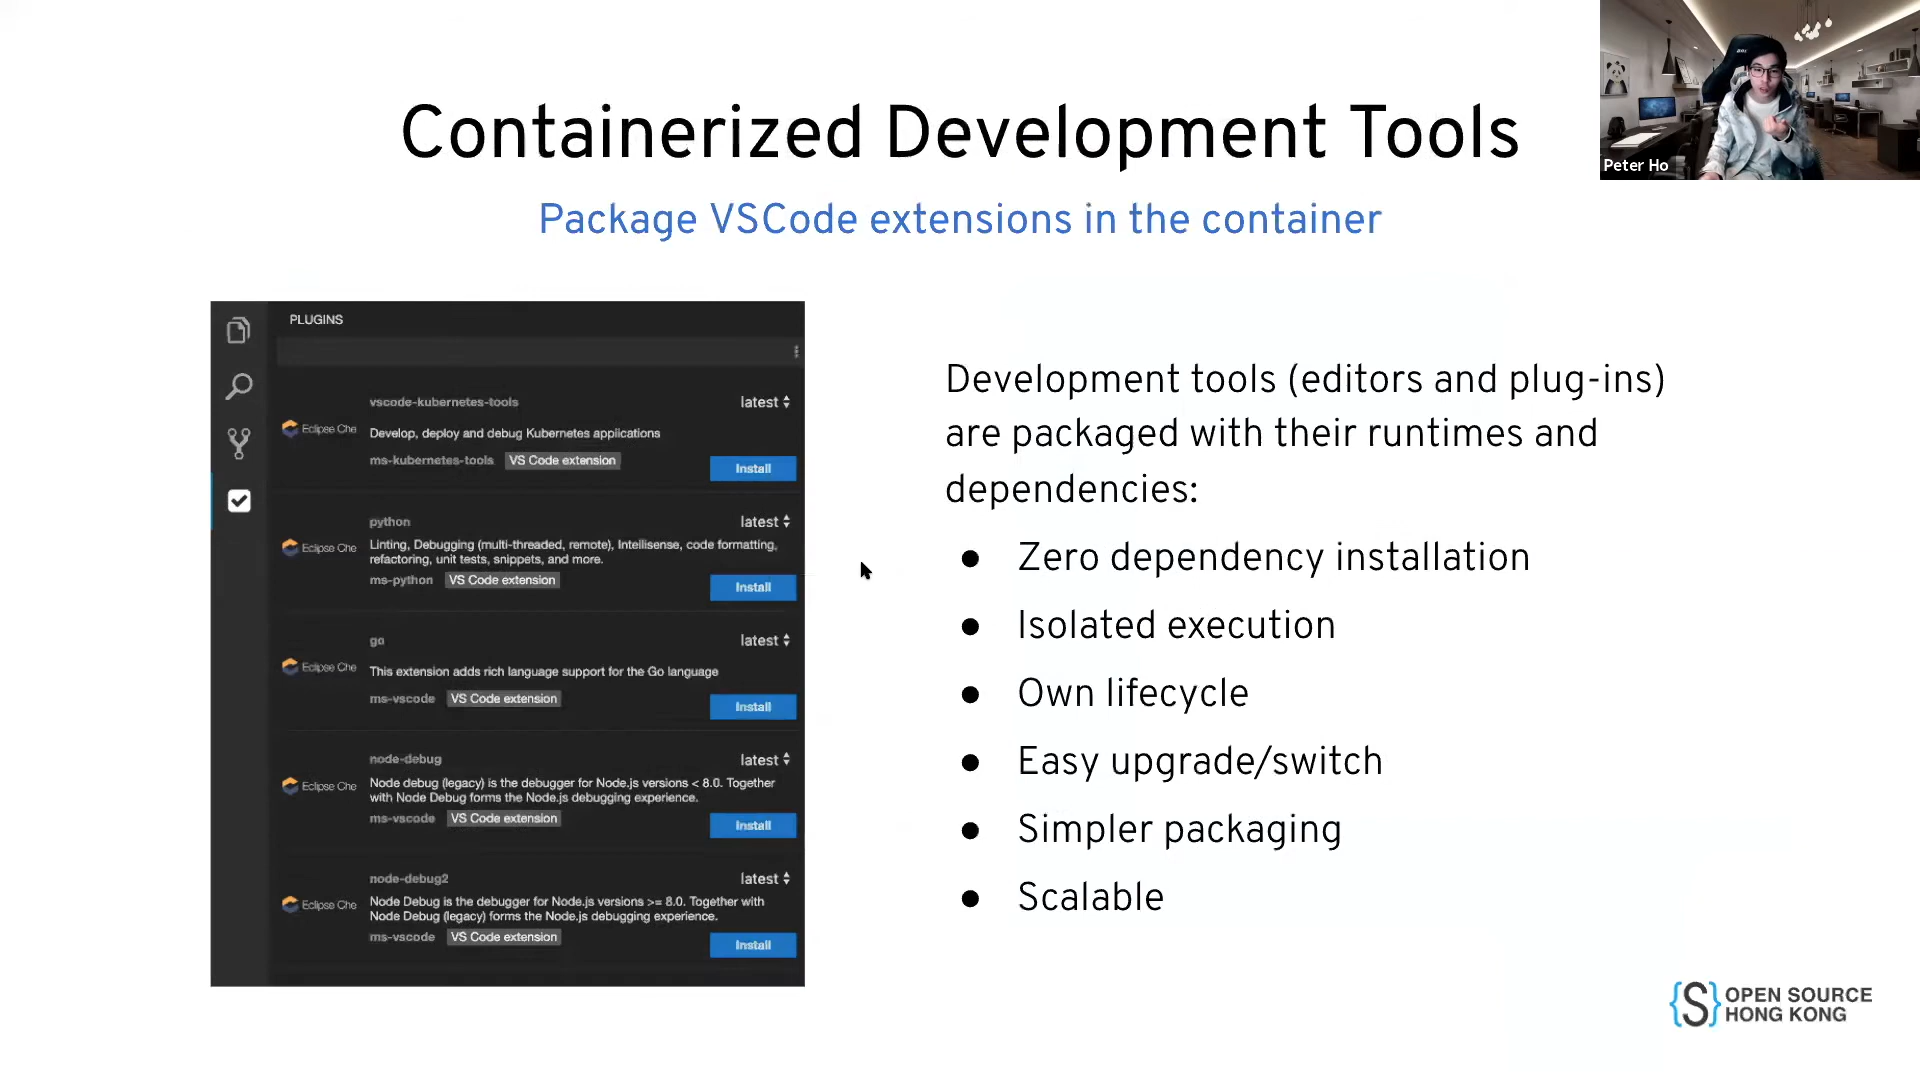 Containerized Development Tools
Peter Ho
Package VSCode extensions in the container
PLUGINS
vscode-kubernetes-tools
latest
Eclipse Che
Develop, deploy and debug Kubernetes applications
ms-kubernetes-tools
VS Code extension
Install
python
latest
Eclipse Che
Linting, Debugging (multi-threaded, remote), Intellisense, code formatting,
refactoring, unit tests, snippets, and more.
ms-python
VS Code extension
Install
go
latest
Eclipse Che
This extension adds rich language support for the Go language
ms-vscode
VS Code extension
Install
node-debug
latest
Eclipse Che
Node debug (legacy) is the debugger for Node.js versions < 8.0. Together
with Node Debug forms the Node.js debugging experience.
ms-vscode
VS Code extension
Install
node-debug2
latest
Eclipse Che
Node Debug is the debugger for Node.js versions >= 8.0. Together with
Node Debug (legacy) forms the Node.js debugging experience.
ms-vscode
VS Code extension
Install
Development tools (editors and plug-ins)
are packaged with their runtimes and
dependencies:
● Zero dependency installation
● Isolated execution
● Own lifecycle
● Easy upgrade/switch
● Simpler packaging
● Scalable
{S} OPEN SOURCE
HONG KONG